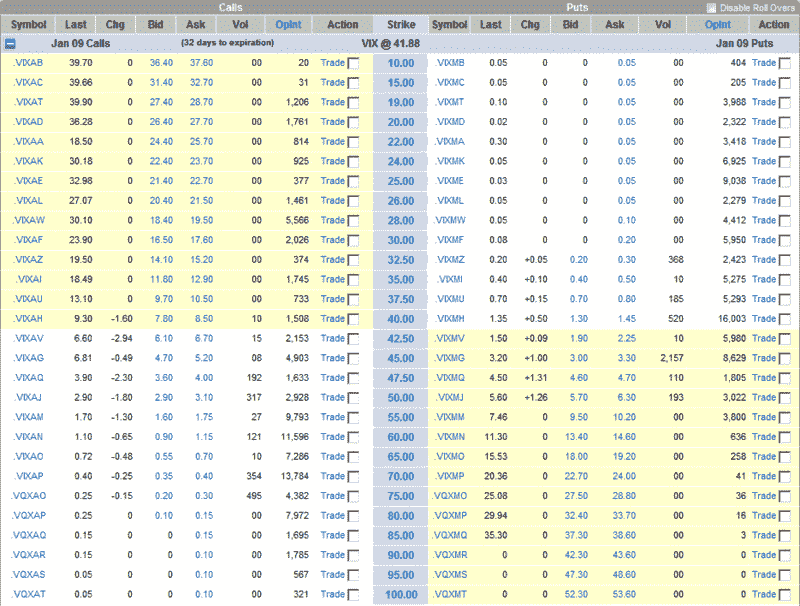 Calls Puts Disable Roll Overs
Symbol Last Chg Bid Ask Vol OpInt Action Strike Symbol Last Chg Bid Ask Vol OpInt Action
Jan 09 Calls (32 days to expiration) VIX @ 41.88 Jan 09 Puts
.VIXAB 39.70 0 36.40 37.60 00 20 Trade 10.00 .VIXMB 0.05 0 0 0.05 00 404 Trade
.VIXAC 39.66 0 31.40 32.70 00 31 Trade 15.00 .VIXMC 0.05 0 0 0.05 00 205 Trade
.VIXAT 39.90 0 27.40 28.70 00 1,206 Trade 19.00 .VIXMT 0.10 0 0 0.05 00 3,988 Trade
.VIXAD 36.28 0 26.40 27.70 00 1,761 Trade 20.00 .VIXMD 0.02 0 0 0.05 00 2,322 Trade
.VIXAA 18.50 0 24.40 25.70 00 814 Trade 22.00 .VIXMA 0.30 0 0 0.05 00 3,418 Trade
.VIXAK 30.18 0 22.40 23.70 00 925 Trade 24.00 .VIXMK 0.05 0 0 0.05 00 6,925 Trade
.VIXAE 32.98 0 21.40 22.70 00 377 Trade 25.00 .VIXME 0.03 0 0 0.05 00 9,038 Trade
.VIXAL 27.07 0 20.40 21.50 00 1,461 Trade 26.00 .VIXML 0.05 0 0 0.05 00 2,279 Trade
.VIXAW 30.10 0 18.40 19.50 00 5,566 Trade 28.00 .VIXMW 0.05 0 0 0.10 00 4,412 Trade
.VIXAF 23.90 0 16.50 17.60 00 2,026 Trade 30.00 .VIXMF 0.08 0 0 0.20 00 5,950 Trade
.VIXAZ 19.50 0 14.10 15.20 00 374 Trade 32.50 .VIXMZ 0.20 +0.05 0.20 0.30 368 2,423 Trade
.VIXAI 18.49 0 11.80 12.90 00 1,745 Trade 35.00 .VIXMI 0.40 +0.10 0.40 0.50 10 5,275 Trade
.VIXAU 13.10 0 9.70 10.50 00 733 Trade 37.50 .VIXMU 0.70 +0.15 0.70 0.80 185 5,293 Trade
.VIXAH 9.30 -1.60 7.80 8.50 10 1,508 Trade 40.00 .VIXMH 1.35 +0.50 1.30 1.45 520 16,003 Trade
.VIXAV 6.60 -2.94 6.10 6.70 15 2,153 Trade 42.50 .VIXMV 1.50 +0.09 1.90 2.25 10 5,980 Trade
.VIXAG 6.81 -0.49 4.70 5.20 08 4,903 Trade 45.00 .VIXMG 3.20 +1.00 3.00 3.30 2,157 8,629 Trade
.VIXAQ 3.90 -2.30 3.60 4.00 192 1,633 Trade 47.50 .VIXMQ 4.50 +1.31 4.60 4.70 110 1,805 Trade
.VIXAJ 2.90 -1.80 2.90 3.10 317 2,928 Trade 50.00 .VIXMJ 5.60 +1.26 5.70 6.30 193 3,022 Trade
.VIXAM 1.70 -1.30 1.60 1.75 27 9,793 Trade 55.00 .VIXMM 7.46 0 9.50 10.20 00 3,800 Trade
.VIXAN 1.10 -0.65 0.90 1.15 121 11,596 Trade 60.00 .VIXMN 11.30 0 13.40 14.60 00 636 Trade
.VIXAO 0.72 -0.48 0.55 0.70 10 7,286 Trade 65.00 .VIXMO 15.53 0 18.00 19.20 00 258 Trade
.VIXAP 0.40 -0.25 0.35 0.40 354 13,784 Trade 70.00 .VIXMP 20.36 0 22.70 24.00 00 41 Trade
.VQXAO 0.25 -0.15 0.20 0.30 495 4,382 Trade 75.00 .VQXMO 25.08 0 27.50 28.80 00 36 Trade
.VQXAP 0.25 0 0.10 0.15 00 7,972 Trade 80.00 .VQXMP 29.94 0 32.40 33.70 00 16 Trade
.VQXAQ 0.15 0 0 0.15 00 1,695 Trade 85.00 .VQXMQ 35.30 0 37.30 38.60 00 3 Trade
.VQXAR 0.15 0 0 0.10 00 1,785 Trade 90.00 .VQXMR 0 0 42.30 43.60 00 0 Trade
.VQXAS 0.05 0 0 0.10 00 567 Trade 95.00 .VQXMS 0 0 47.30 48.60 00 0 Trade
.VQXAT 0.05 0 0 0.10 00 321 Trade 100.00 .VQXMT 0 0 52.30 53.60 00 0 Trade